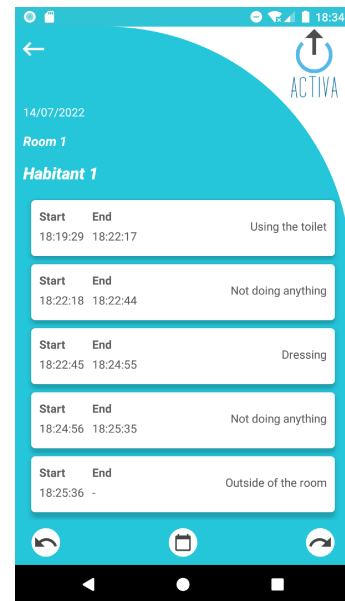 18:34
ACTIVA
14/07/2022
Room 1
Habitant 1
Start End
18:19:29 18:22:17
Using the toilet
Start End
18:22:18 18:22:44
Not doing anything
Start End
18:22:45 18:24:55
Dressing
Start End
18:24:56 18:25:35
Not doing anything
Start End
18:25:36 -
Outside of the room